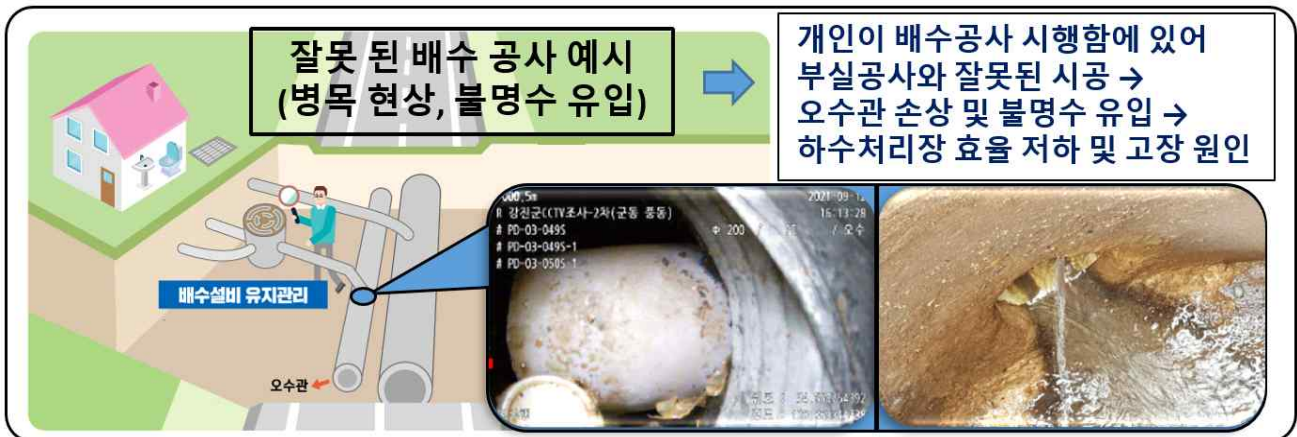 잘못 된 배수 공사 예시
(병목 현상, 불명수 유입)
개인이 배수공사 시행함에 있어
부실공사와 잘못된 시공 →
오수관 손상 및 불명수 유입 →
하수처리장 효율 저하 및 고장 원인
배수설비 유지관리
오수관
R 강진군CCTV조사-2차(군동 풍동)
# PD-03-049S
# PD-03-049S-1
# PD-03-050S-1
16:13:28
Φ 200 / / 오수